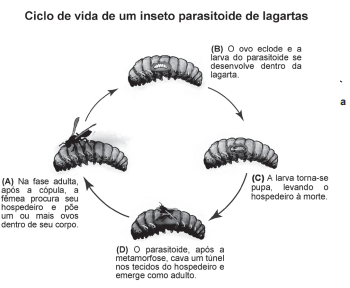 Ciclo de vida de um inseto parasitoide de lagartas
(B) O ovo eclode e a
larva do parasitoide se
desenvolve dentro da
lagarta.
a
(A) Na fase adulta,
após a cópula, a
fêmea procura seu
hospedeiro e põe
um ou mais ovos
dentro de seu corpo.
(C) A larva torna-se
pupa, levando o
hospedeiro à morte.
(D) O parasitoide, após a
metamorfose, cava um túnel
nos tecidos do hospedeiro e
emerge como adulto.